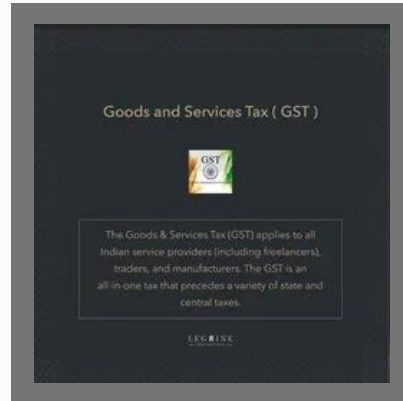 Goods and Services Tax ( GST )
GST
The Goods & Services Tax (GST) applies to all
Indian service providers (including freelancers),
traders, and manufacturers. The GST is an
all-in-one tax that precedes a variety of state and
central taxes.
LEGRINE